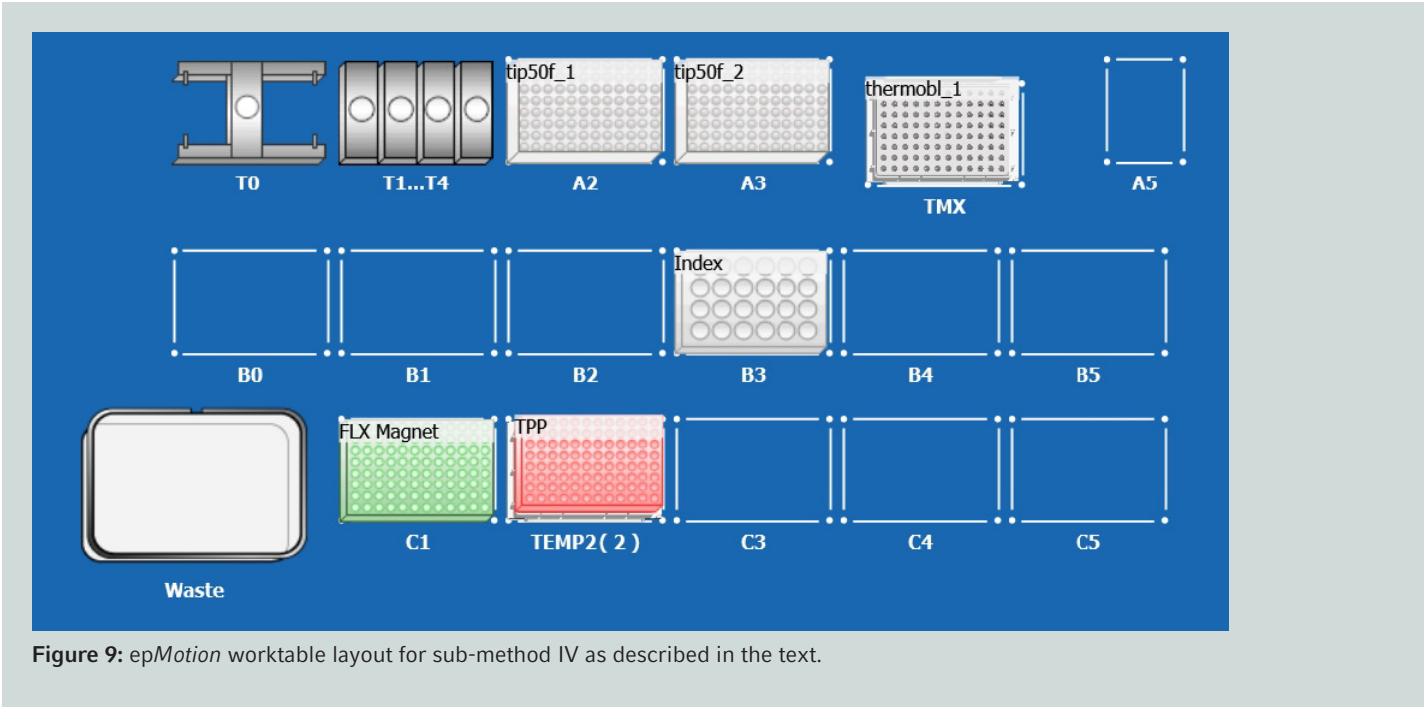 tip50f_1 tip50f_2
thermobl_1
T0 T1...T4 A2 A3 A5
TMX
Index
B0 B1 B2 B3 B4 B5
FLX Magnet TPP
C1 TEMP2( 2 ) C3 C4 C5
Waste
Figure 9: epMotion worktable layout for sub-method IV as described in the text.